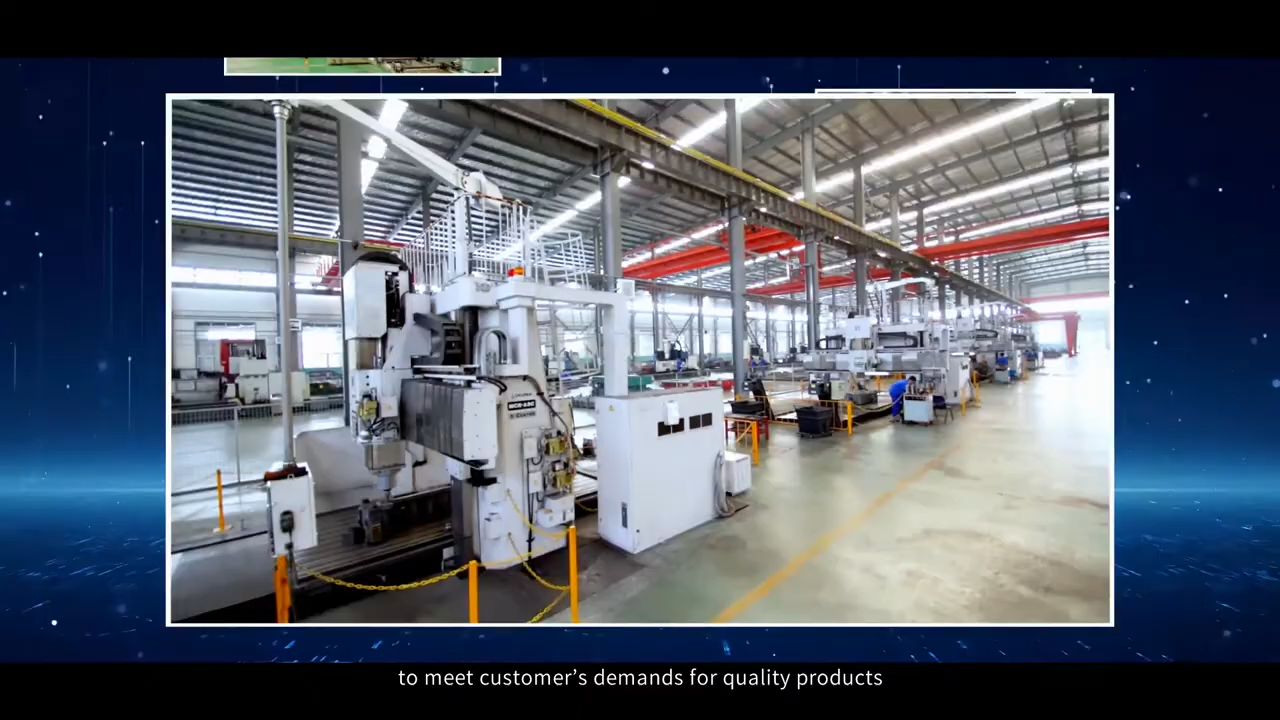 to meet customer’s demands for quality products